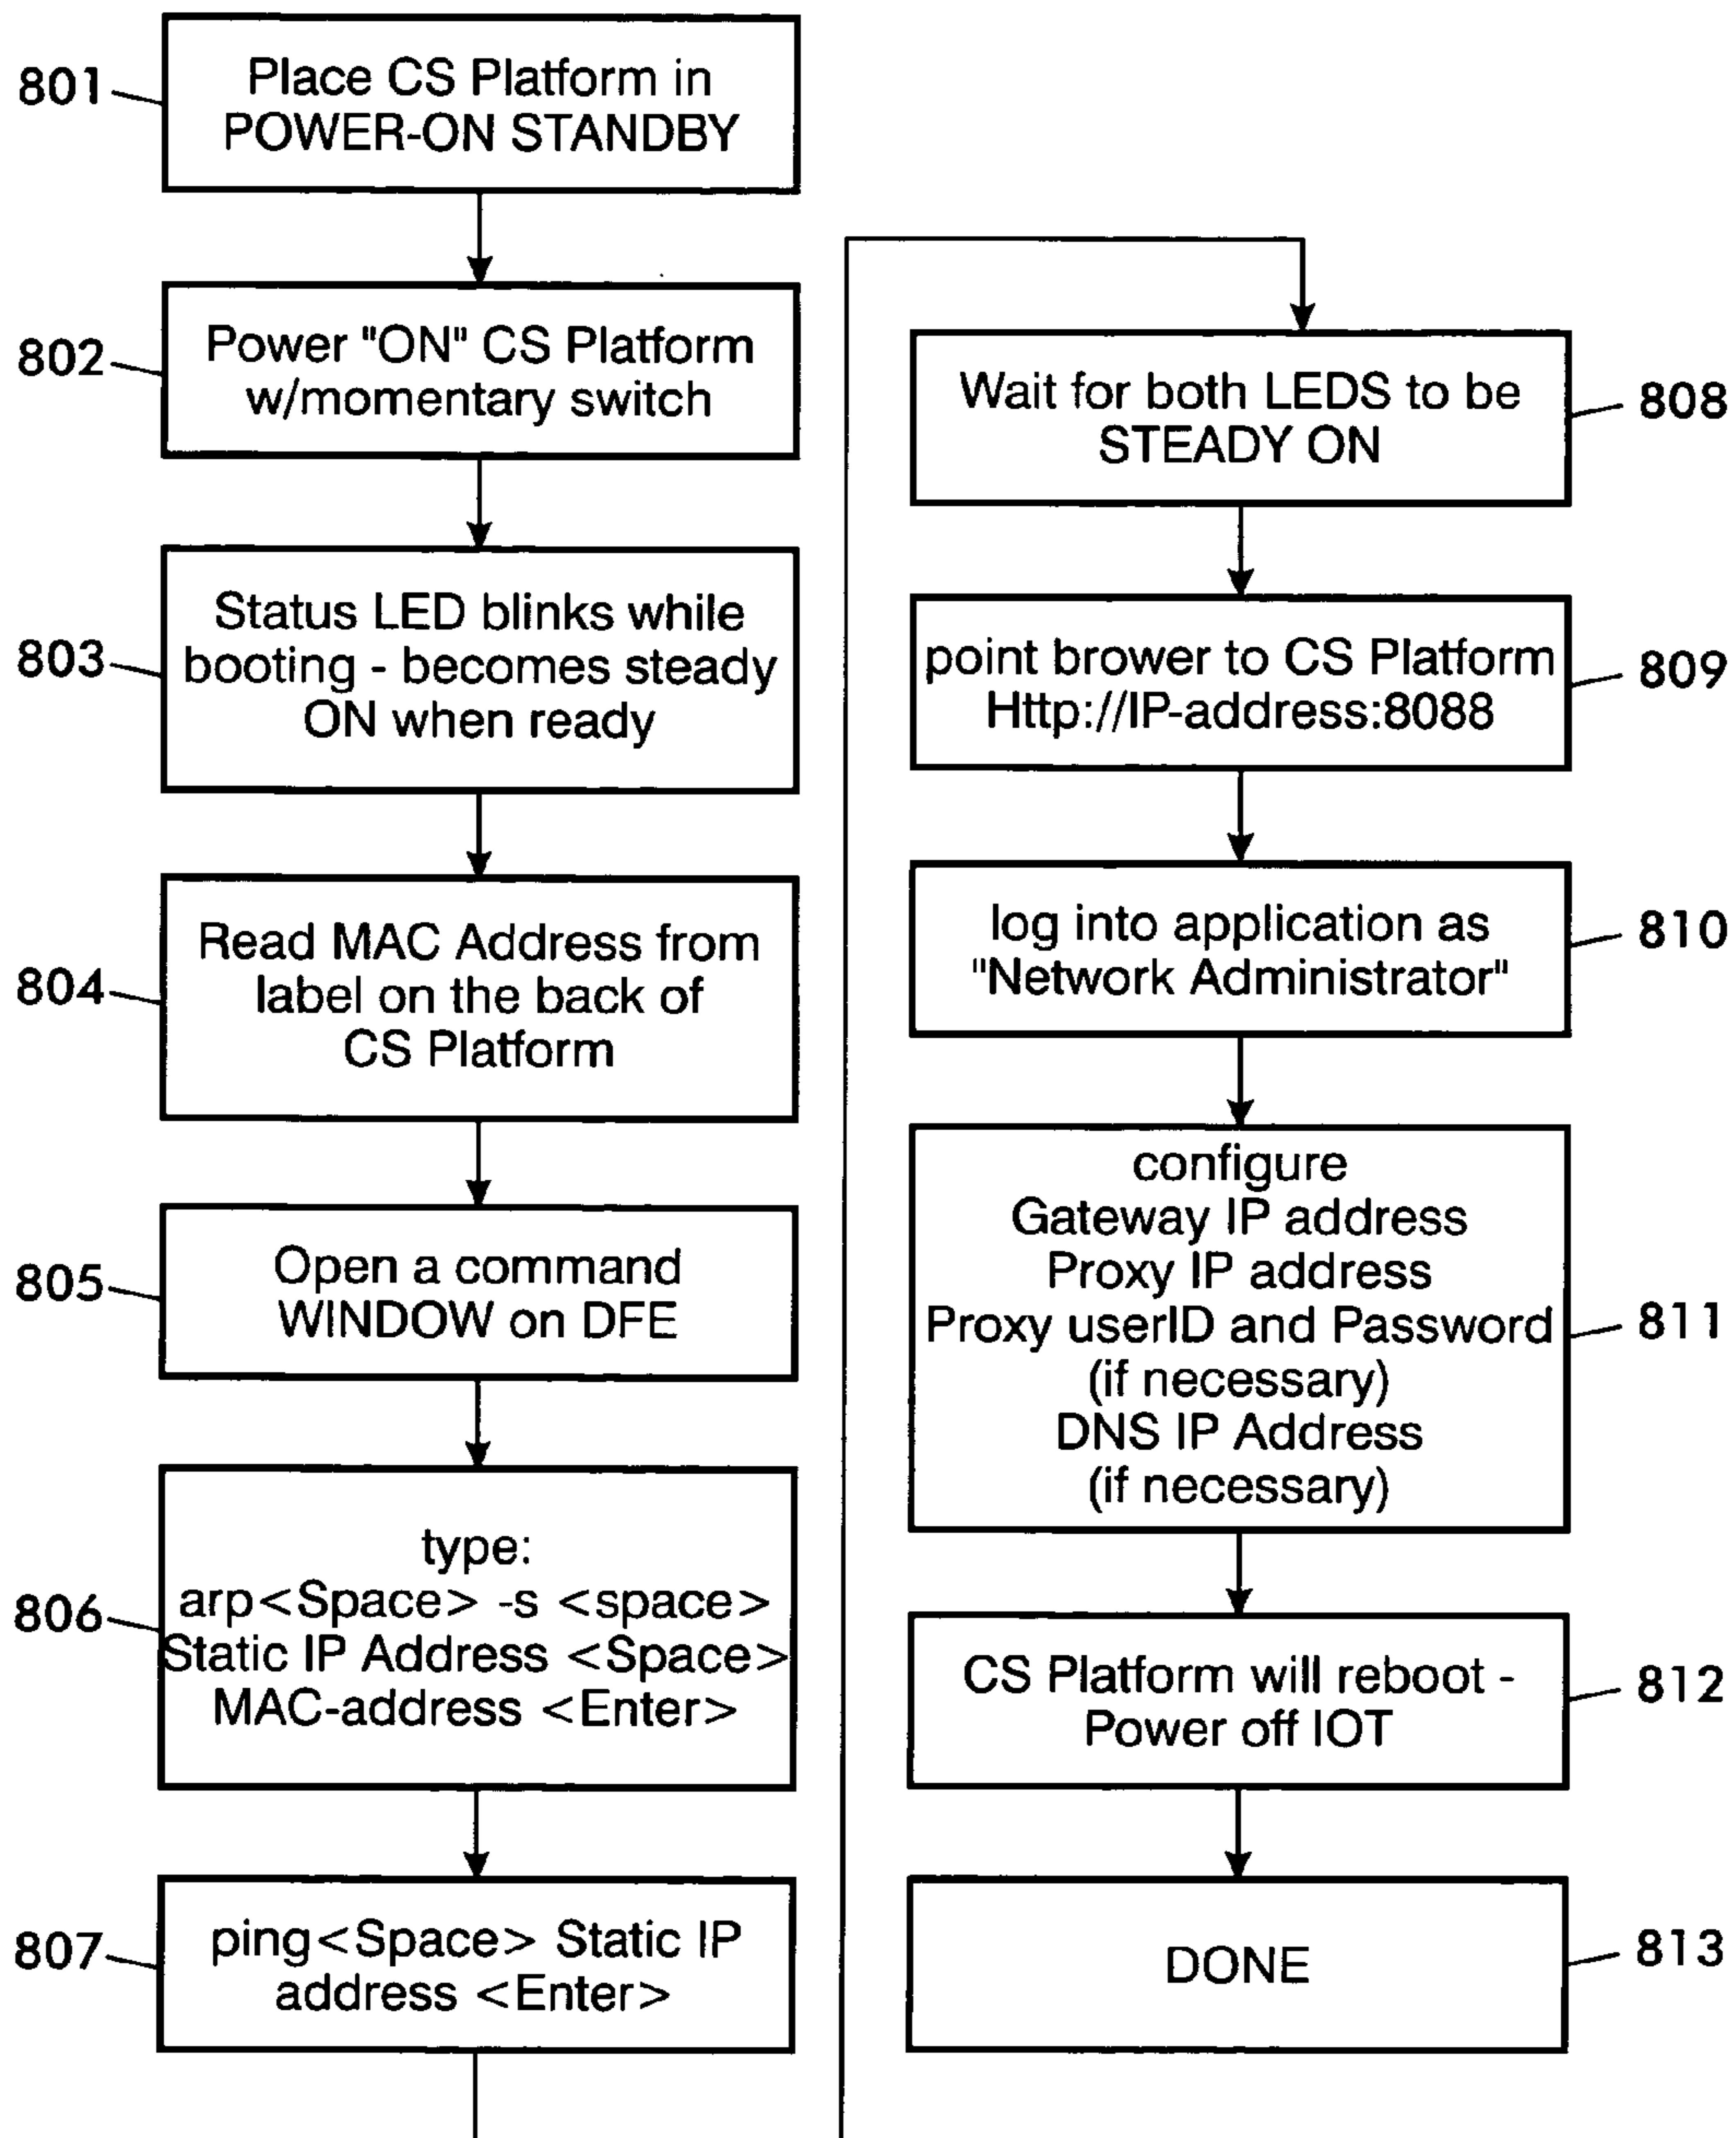 801
Place CS Platform in
POWER-ON STANDBY
802
Power "ON" CS Platform
w/momentary switch
803
Status LED blinks while
booting - becomes steady
ON when ready
804
Read MAC Address from
label on the back of
CS Platform
805
Open a command
WINDOW on DFE
806
type:
arp<Space> -s <space>
Static IP Address <Space>
MAC-address <Enter>
807
ping<Space> Static IP
address <Enter>
Wait for both LEDS to be
STEADY ON
808
point brower to CS Platform
Http://IP-address:8088
809
log into application as
"Network Administrator"
810
configure
Gateway IP address
Proxy IP address
Proxy userID and Password
(if necessary)
DNS IP Address
(if necessary)
811
CS Platform will reboot -
Power off IOT
812
DONE
813